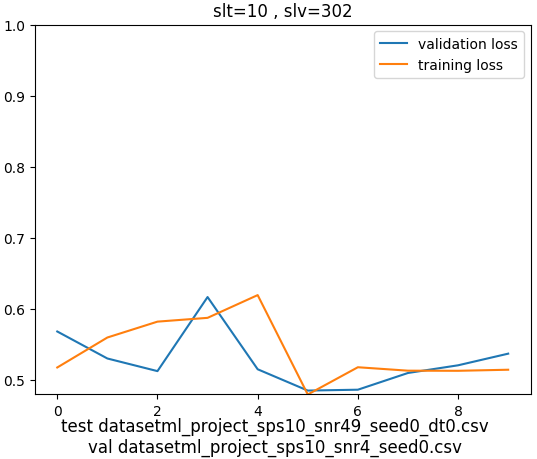 slt=10 , slv=302
1.0
validation loss
training loss
0.9
0.8
0.7
0.6
0.5
0 2 4 6 8
test datasetml_project_sps10_snr49_seed0_dt0.csv
val datasetml_project_sps10_snr4_seed0.csv